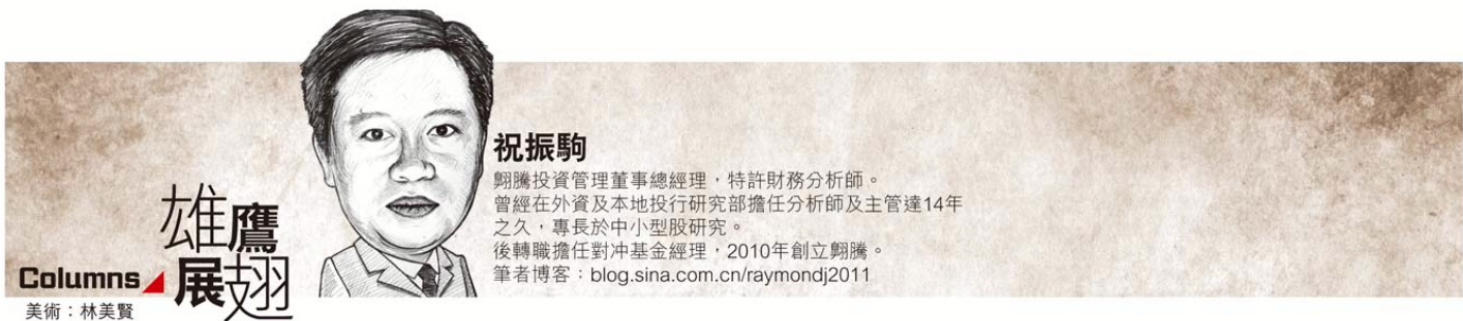 雄鷹
展翅
Columns
美術：林美賢
祝振駒
翺騰投資管理董事總經理，特許財務分析師。
曾經在外資及本地投行研究部擔任分析師及主管達14年
之久，專長於中小型股研究。
後轉職擔任對冲基金經理，2010年創立翺騰。
筆者博客：blog.sina.com.cn/raymondj2011